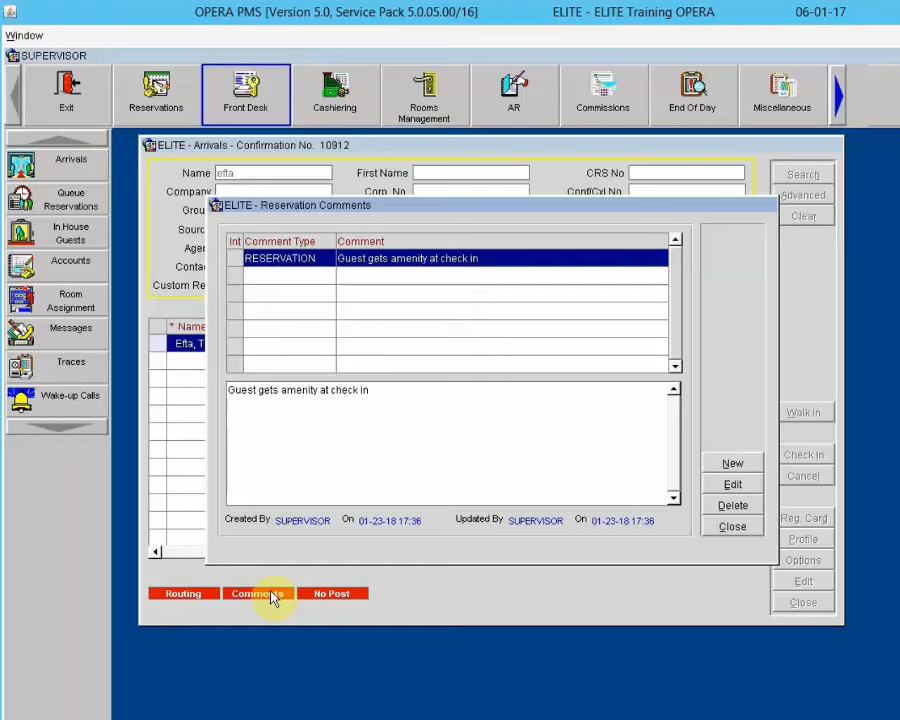 OPERA PMS [Version 5.0, Service Pack 5.0.05.00/16] ELITE - ELITE Training OPERA 06-01-17
Window
SUPERVISOR
Exit Reservations Front Desk Cashiering Rooms Management AR Commissions End Of Day Miscellaneous
Arrivals
Queue Reservations
In House Guests
Accounts
Room Assignment
Messages
Traces
Wake-up Calls
ELITE - Arrivals - Confirmation No. 10912
Name efta First Name CRS No Search
Company Corp. No Conf/Cxl No Advanced
Clear
ELITE - Reservation Comments
Int Comment Type Comment
RESERVATION Guest gets amenity at check in
Guest gets amenity at check in
Created By SUPERVISOR On 01-23-18 17:36 Updated By SUPERVISOR On 01-23-18 17:36
New
Edit
Delete
Close
Custom Re
* Name
Efta, T
Walk In
Check In
Cancel
Reg. Card
Profile
Options
Edit
Close
Routing Comments No Post